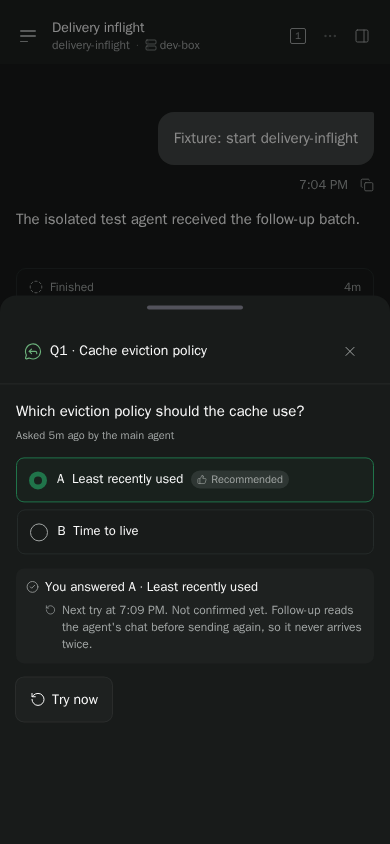 Delivery inflight
delivery-inflight · dev-box
1
Fixture: start delivery-inflight
7:04 PM
The isolated test agent received the follow-up batch.
Finished 4m
Q1 · Cache eviction policy
Which eviction policy should the cache use?
Asked 5m ago by the main agent
A Least recently used Recommended
B Time to live
You answered A · Least recently used
Next try at 7:09 PM. Not confirmed yet. Follow-up reads
the agent's chat before sending again, so it never arrives
twice.
Try now